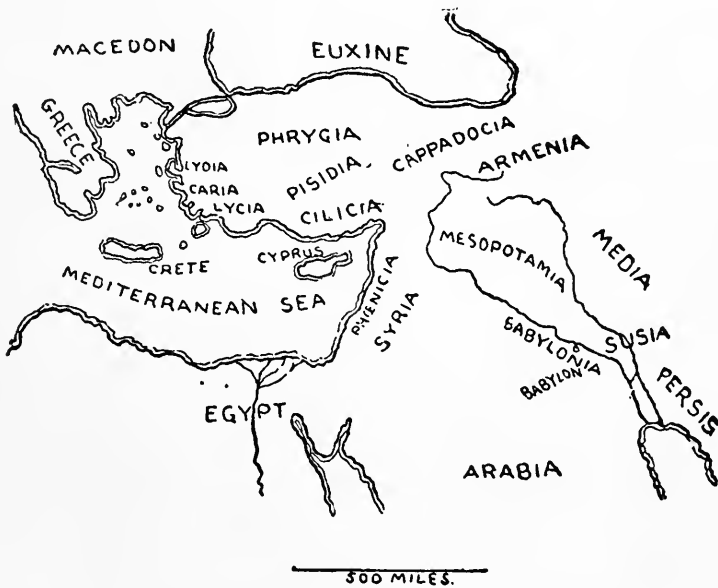 MACEDON
EUXINE
GREECE
PHRYGIA
CAPPADOCIA
ARMENIA
LYDIA
PISIDIA
CARIA
LYCIA
CILICIA
MESOPOTAMIA
MEDIA
CRETE
CYPRUS
MEDITERRANEAN SEA
PHŒNICIA
SYRIA
BABYLONIA
SUSIA
BABYLON
PERSIS
EGYPT
ARABIA
500 MILES.